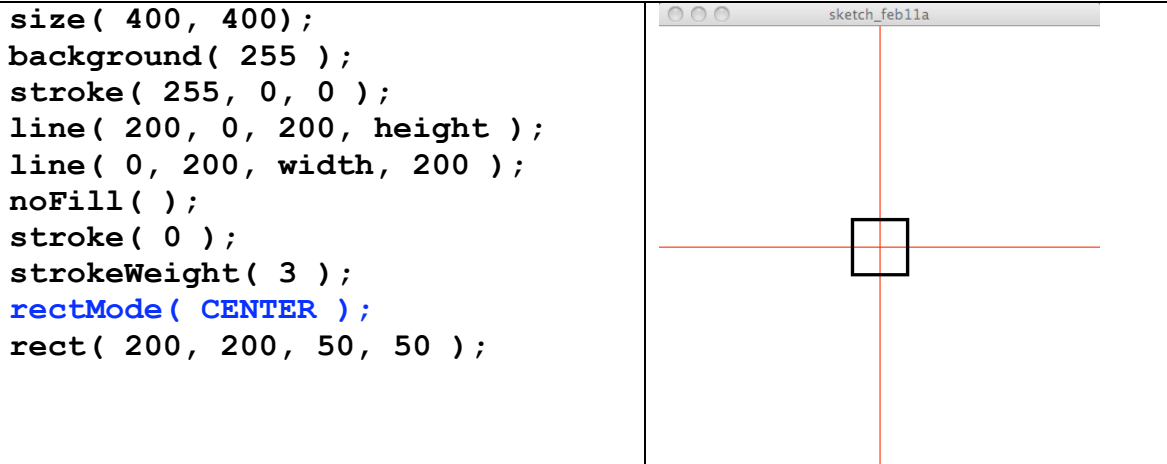 size( 400, 400);
background( 255 );
stroke( 255, 0, 0 );
line( 200, 0, 200, height );
line( 0, 200, width, 200 );
noFill( );
stroke( 0 );
strokeWeight( 3 );
rectMode( CENTER );
rect( 200, 200, 50, 50 );
sketch_feb11a